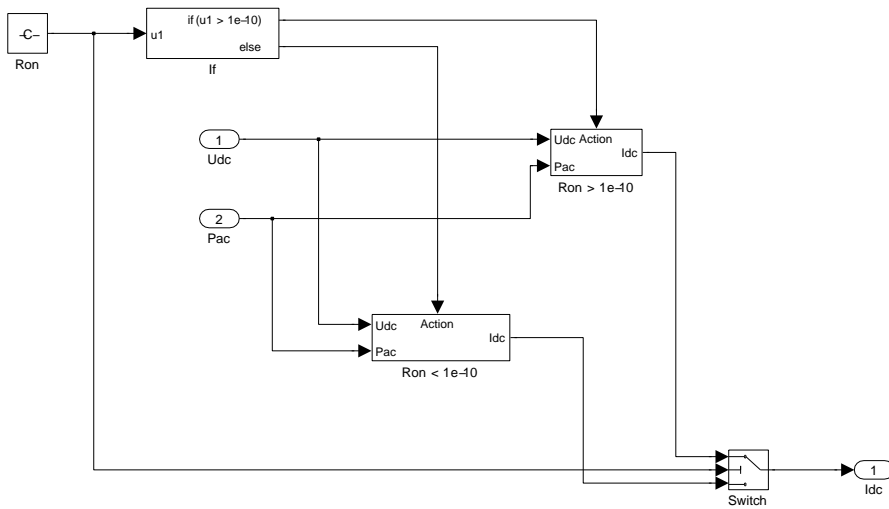 if (u1 > 1e-10)
-C-
u1
else
Ron
If
1
Udc
Udc
Action
Idc
Pac
Ron > 1e-10
2
Pac
Udc
Action
Idc
Pac
Ron < 1e-10
1
Switch
Idc